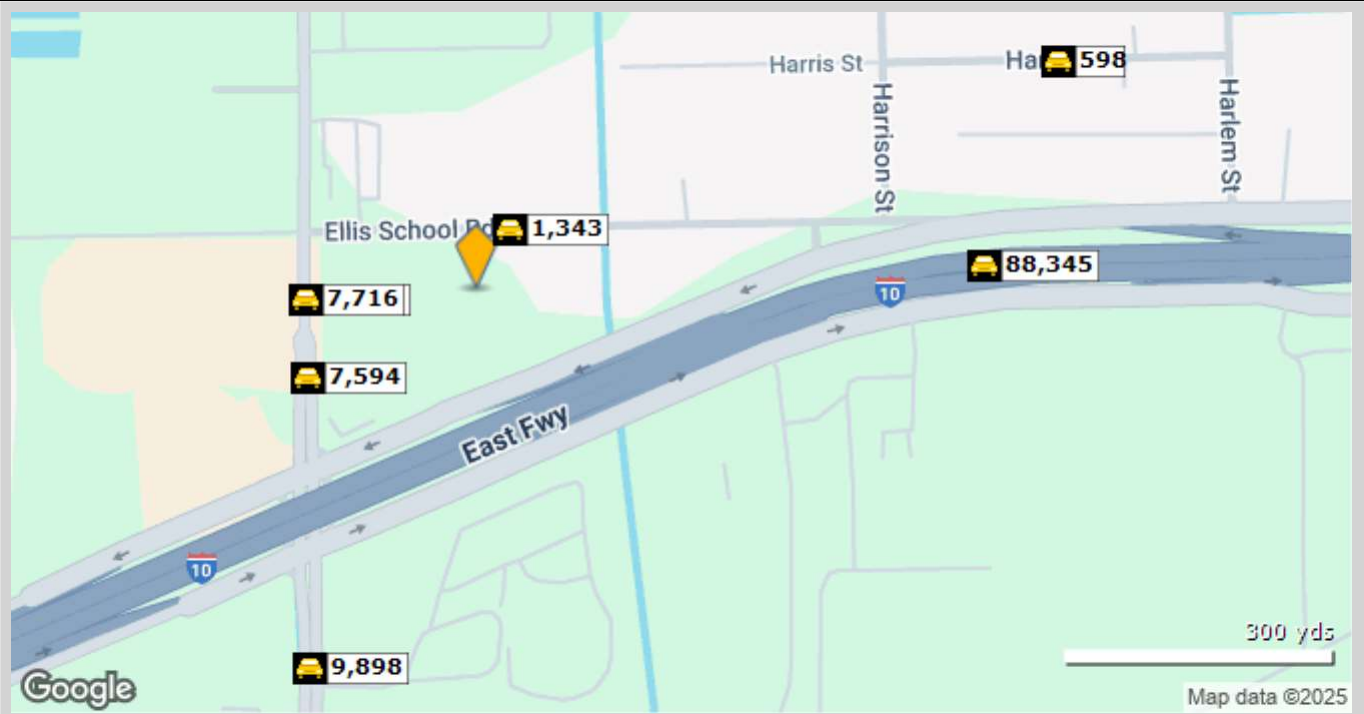 Harris St
Ha
598
Harrison St
Harlem St
Ellis School Rd
1,343
88,345
7,716
10
7,594
East Fwy
10
9,898
300 yds
Google
Map data ©2025